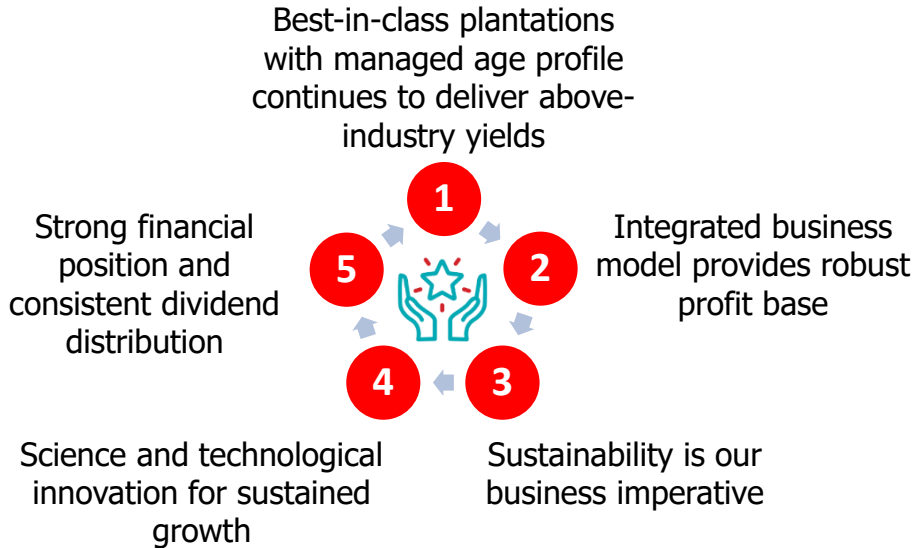 Best-in-class plantations
with managed age profile
continues to deliver above-
industry yields
1
2
Integrated business
model provides robust
profit base
3
Sustainability is our
business imperative
4
Science and technological
innovation for sustained
growth
5
Strong financial
position and
consistent dividend
distribution